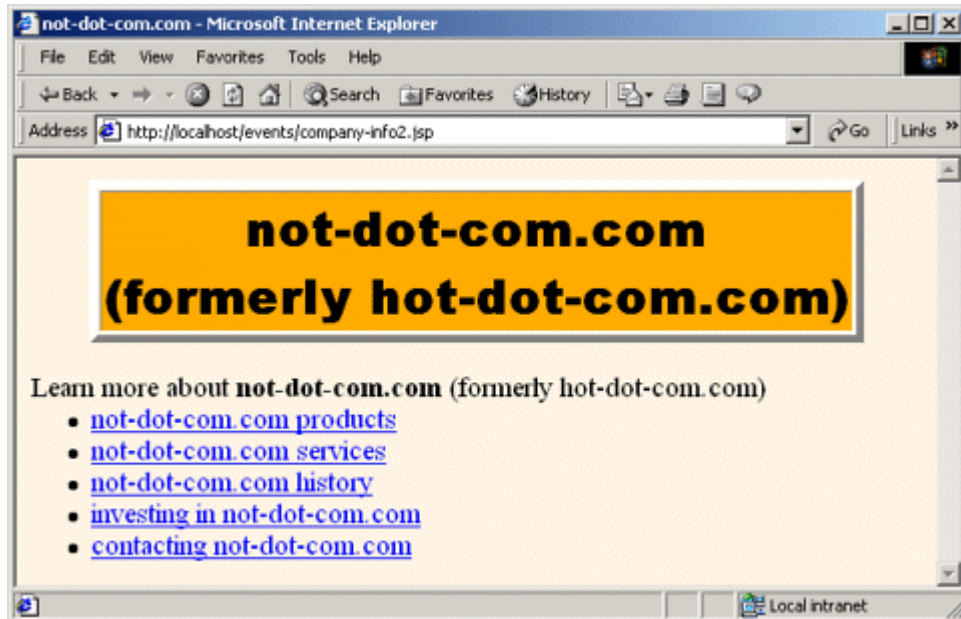 not-dot-com.com - Microsoft Internet Explorer
File Edit View Favorites Tools Help
Back Search Favorites History
Address http://localhost/events/company-info2.jsp Go Links »
not-dot-com.com
(formerly hot-dot-com.com)
Learn more about not-dot-com.com (formerly hot-dot-com.com)
• not-dot-com.com products
• not-dot-com.com services
• not-dot-com.com history
• investing in not-dot-com.com
• contacting not-dot-com.com
Local intranet